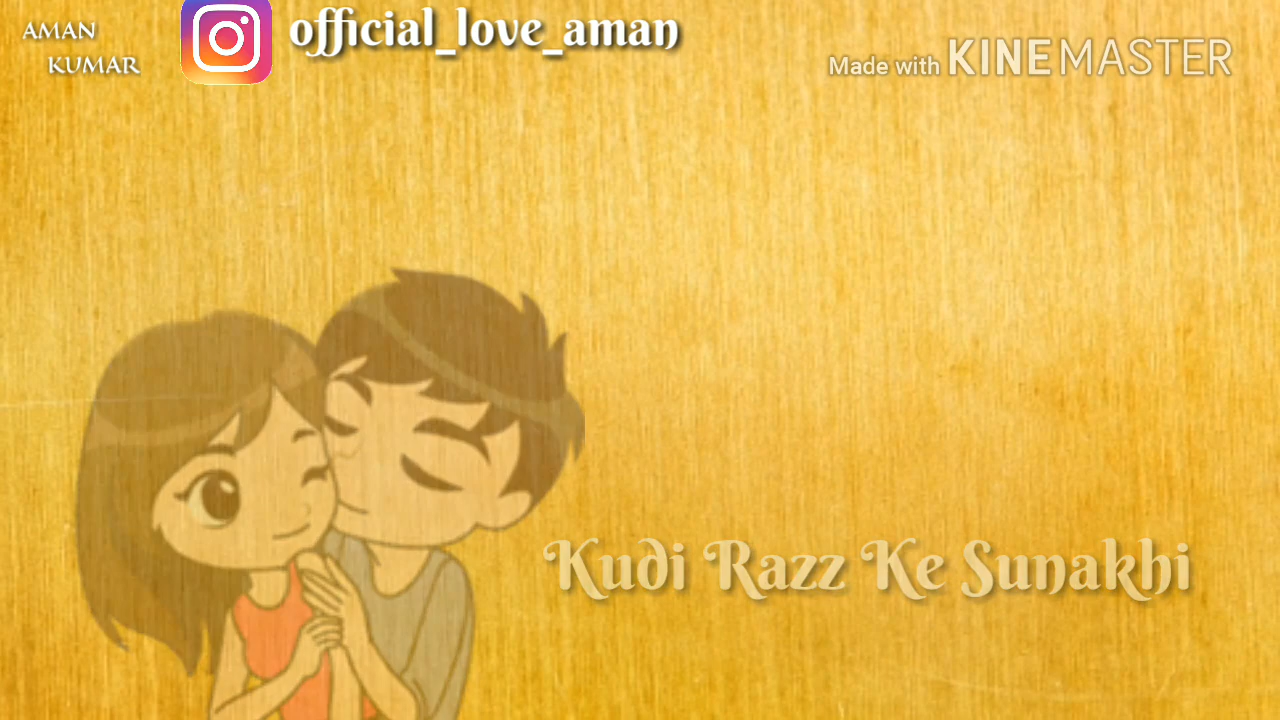 AMAN
KUMAR
official_love_aman
Made with KINEMASTER
Kudi Razz Ke Sunakhi